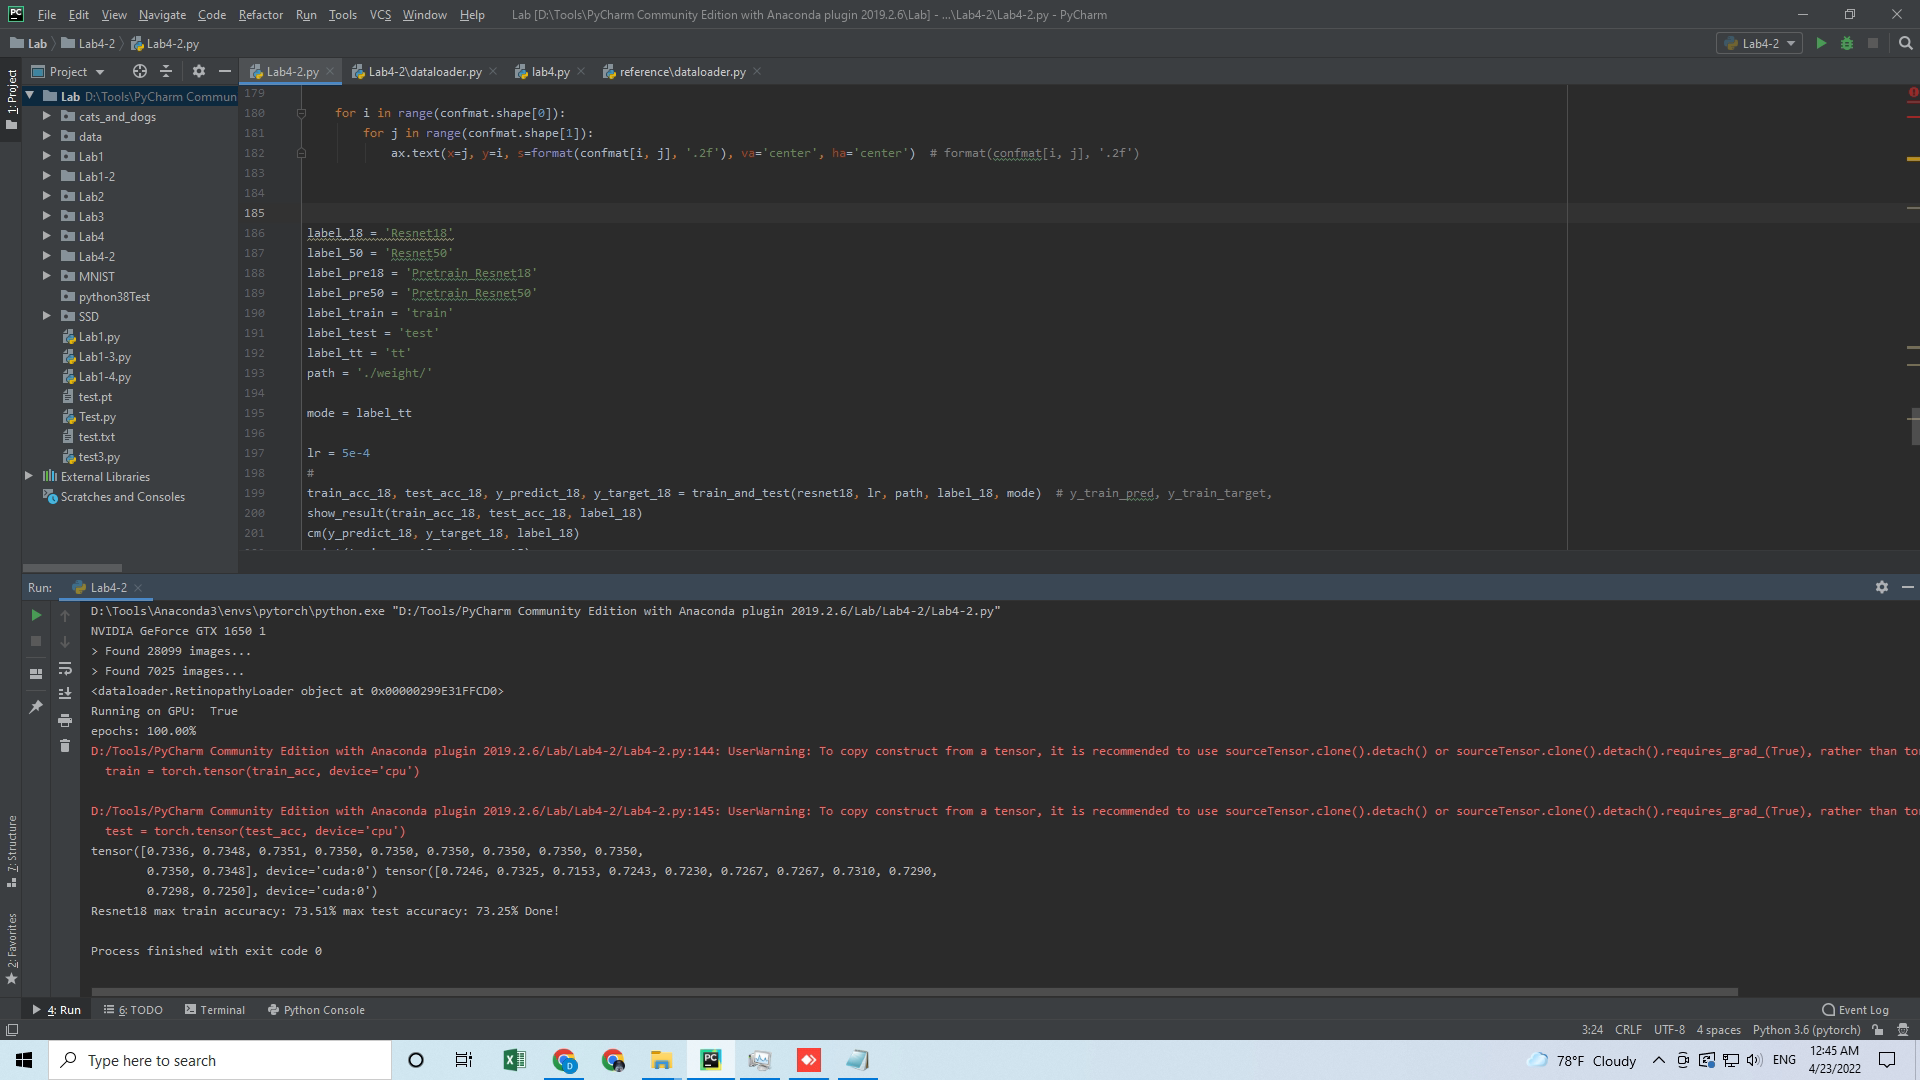 File Edit View Navigate Code Refactor Run Tools VCS Window Help Lab [D:\Tools\PyCharm Community Edition with Anaconda plugin 2019.2.6\Lab] - ...\Lab4-2\Lab4-2.py - PyCharm
Lab Lab4-2 Lab4-2.py Lab4-2
Project Lab4-2.py Lab4-2\dataloader.py lab4.py reference\dataloader.py
1: Project
Lab D:\Tools\PyCharm Commun
cats_and_dogs
data
Lab1
Lab1-2
Lab2
Lab3
Lab4
Lab4-2
MNIST
python38Test
SSD
Lab1.py
Lab1-3.py
Lab1-4.py
test.pt
Test.py
test.txt
test3.py
External Libraries
Scratches and Consoles
179
180 for i in range(confmat.shape[0]):
181 for j in range(confmat.shape[1]):
182 ax.text(x=j, y=i, s=format(confmat[i, j], '.2f'), va='center', ha='center') # format(confmat[i, j], '.2f')
183
184
185
186 label_18 = 'Resnet18'
187 label_50 = 'Resnet50'
188 label_pre18 = 'Pretrain_Resnet18'
189 label_pre50 = 'Pretrain_Resnet50'
190 label_train = 'train'
191 label_test = 'test'
192 label_tt = 'tt'
193 path = './weight/'
194
195 mode = label_tt
196
197 lr = 5e-4
198 #
199 train_acc_18, test_acc_18, y_predict_18, y_target_18 = train_and_test(resnet18, lr, path, label_18, mode) # y_train_pred, y_train_target,
200 show_result(train_acc_18, test_acc_18, label_18)
201 cm(y_predict_18, y_target_18, label_18)
Run: Lab4-2
D:\Tools\Anaconda3\envs\pytorch\python.exe "D:/Tools/PyCharm Community Edition with Anaconda plugin 2019.2.6/Lab/Lab4-2/Lab4-2.py"
NVIDIA GeForce GTX 1650 1
> Found 28099 images...
> Found 7025 images...
<dataloader.RetinopathyLoader object at 0x00000299E31FFCD0>
Running on GPU: True
epochs: 100.00%
D:/Tools/PyCharm Community Edition with Anaconda plugin 2019.2.6/Lab/Lab4-2/Lab4-2.py:144: UserWarning: To copy construct from a tensor, it is recommended to use sourceTensor.clone().detach() or sourceTensor.clone().detach().requires_grad_(True), rather than to
train = torch.tensor(train_acc, device='cpu')
D:/Tools/PyCharm Community Edition with Anaconda plugin 2019.2.6/Lab/Lab4-2/Lab4-2.py:145: UserWarning: To copy construct from a tensor, it is recommended to use sourceTensor.clone().detach() or sourceTensor.clone().detach().requires_grad_(True), rather than to
test = torch.tensor(test_acc, device='cpu')
tensor([0.7336, 0.7348, 0.7351, 0.7350, 0.7350, 0.7350, 0.7350, 0.7350, 0.7350,
0.7350, 0.7348], device='cuda:0') tensor([0.7246, 0.7325, 0.7153, 0.7243, 0.7230, 0.7267, 0.7267, 0.7310, 0.7290,
0.7298, 0.7250], device='cuda:0')
Resnet18 max train accuracy: 73.51% max test accuracy: 73.25% Done!
Process finished with exit code 0
7: Structure
2: Favorites
4: Run 6: TODO Terminal Python Console Event Log
3:24 CRLF UTF-8 4 spaces Python 3.6 (pytorch)
Type here to search 78°F Cloudy ENG 12:45 AM
4/23/2022